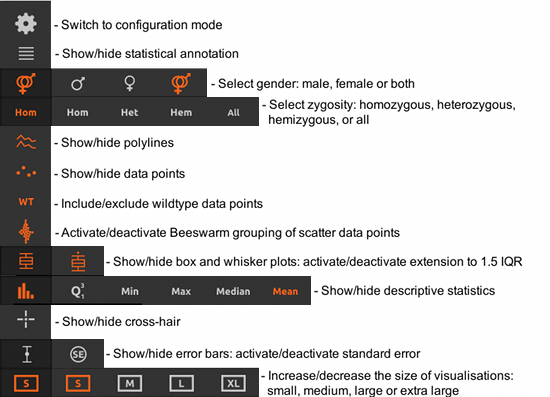 - Switch to configuration mode
- Show/hide statistical annotation
- Select gender: male, female or both
Hom Hom Het Hem All - Select zygosity: homozygous, heterozygous,
hemizygous, or all
- Show/hide polylines
- Show/hide data points
WT - Include/exclude wildtype data points
- Activate/deactivate Beeswarm grouping of scatter data points
- Show/hide box and whisker plots: activate/deactivate extension to 1.5 IQR
Q31 Min Max Median Mean - Show/hide descriptive statistics
- Show/hide cross-hair
SE - Show/hide error bars: activate/deactivate standard error
S S M L XL - Increase/decrease the size of visualisations:
small, medium, large or extra large